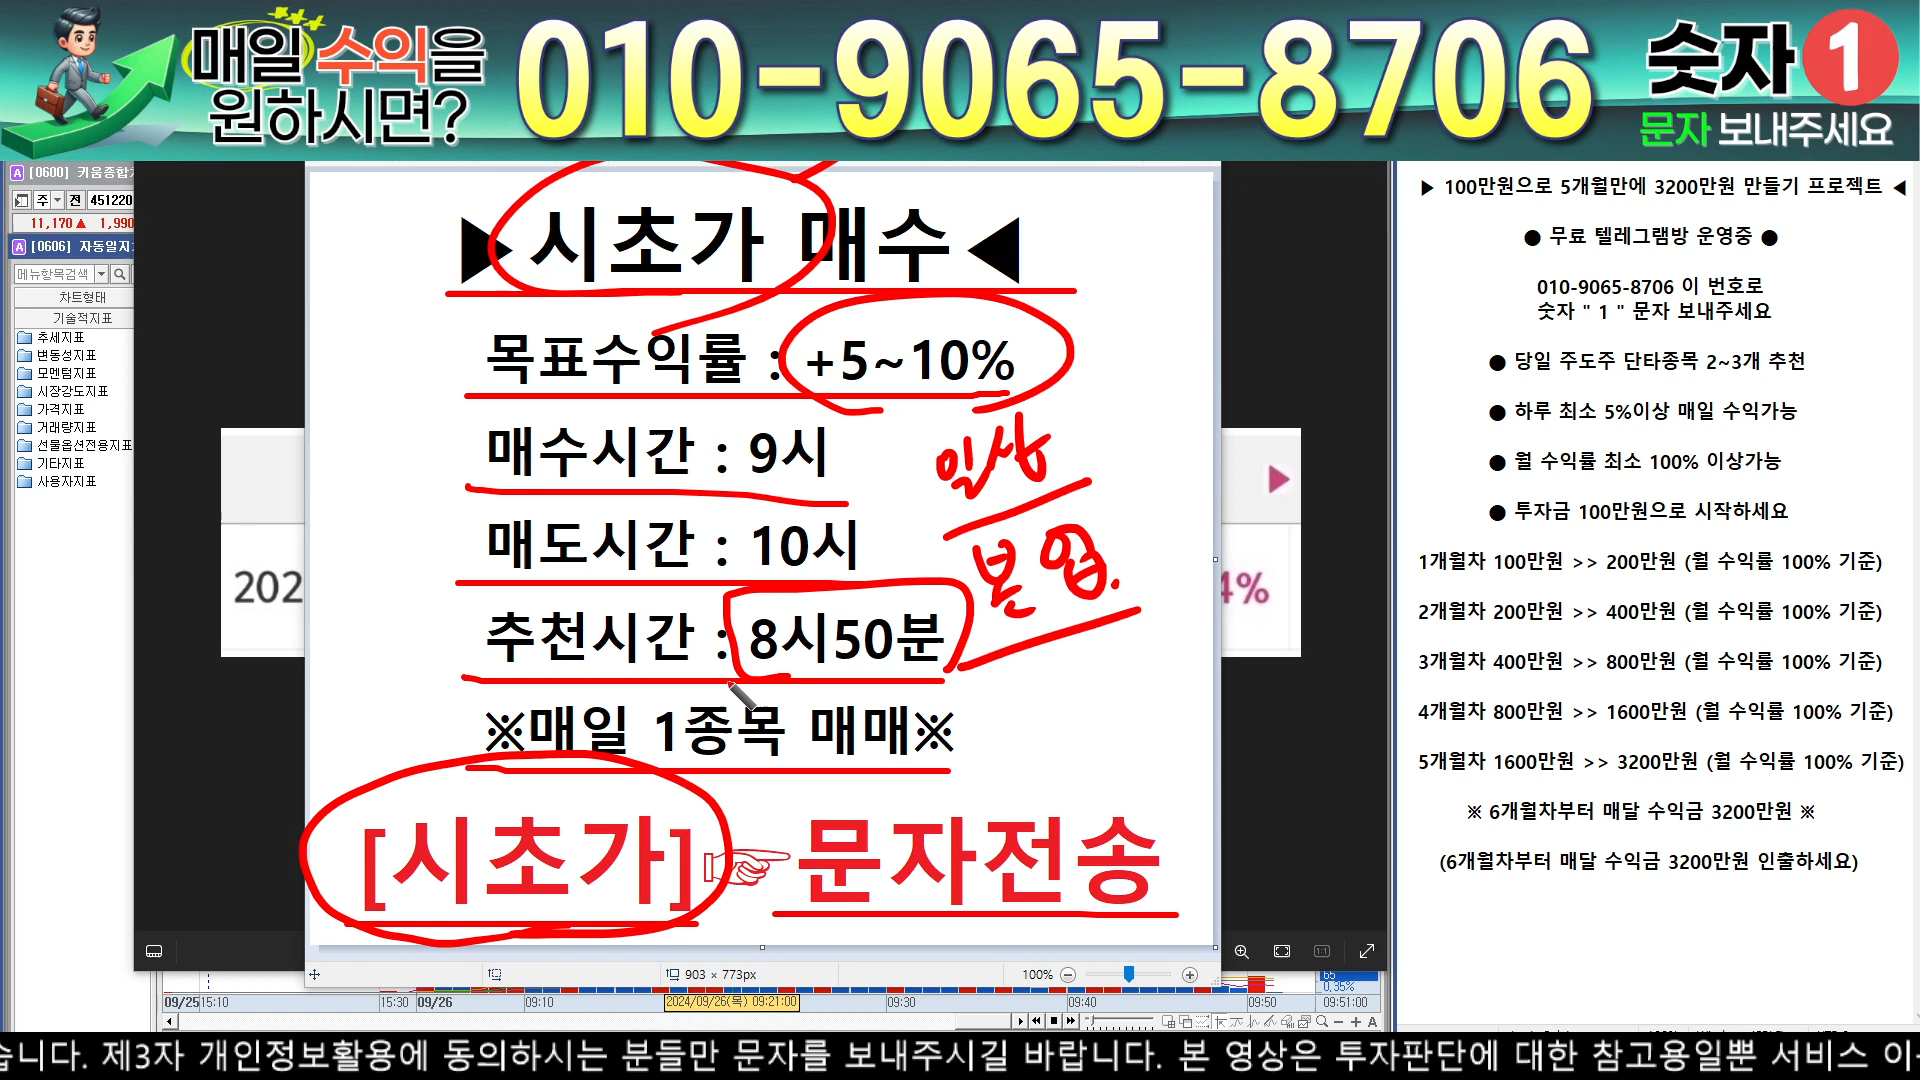 매일 수익을
원하시면?
010-9065-8706
숫자 1
문자 보내주세요
[0600] 키움종합차
주
전
451220
11,170 ▲ 1,990
[0606] 자동일지
메뉴항목검색
차트형태
기술적지표
추세지표
변동성지표
모멘텀지표
시장강도지표
가격지표
거래량지표
선물옵션전용지표
기타지표
사용자지표
202
4%
▶ 시초가 매수 ◀
목표수익률 : +5~10%
매수시간 : 9시
매도시간 : 10시
추천시간 : 8시50분
※매일 1종목 매매※
[시초가]☞문자전송
일상
본업.
903 × 773px
100%
1:1
▶ 100만원으로 5개월만에 3200만원 만들기 프로젝트 ◀
● 무료 텔레그램방 운영중 ●
010-9065-8706 이 번호로
숫자 " 1 " 문자 보내주세요
● 당일 주도주 단타종목 2~3개 추천
● 하루 최소 5%이상 매일 수익가능
● 월 수익률 최소 100% 이상가능
● 투자금 100만원으로 시작하세요
1개월차 100만원 >> 200만원 (월 수익률 100% 기준)
2개월차 200만원 >> 400만원 (월 수익률 100% 기준)
3개월차 400만원 >> 800만원 (월 수익률 100% 기준)
4개월차 800만원 >> 1600만원 (월 수익률 100% 기준)
5개월차 1600만원 >> 3200만원 (월 수익률 100% 기준)
※ 6개월차부터 매달 수익금 3200만원 ※
(6개월차부터 매달 수익금 3200만원 인출하세요)
65
0,35%
09/25 15:10 15:30 09/26 09:10 2024/09/26(목) 09:21:00 09:30 09:40 09:50 09:51:00
A
습니다. 제3자 개인정보활용에 동의하시는 분들만 문자를 보내주시길 바랍니다. 본 영상은 투자판단에 대한 참고용일뿐 서비스 이